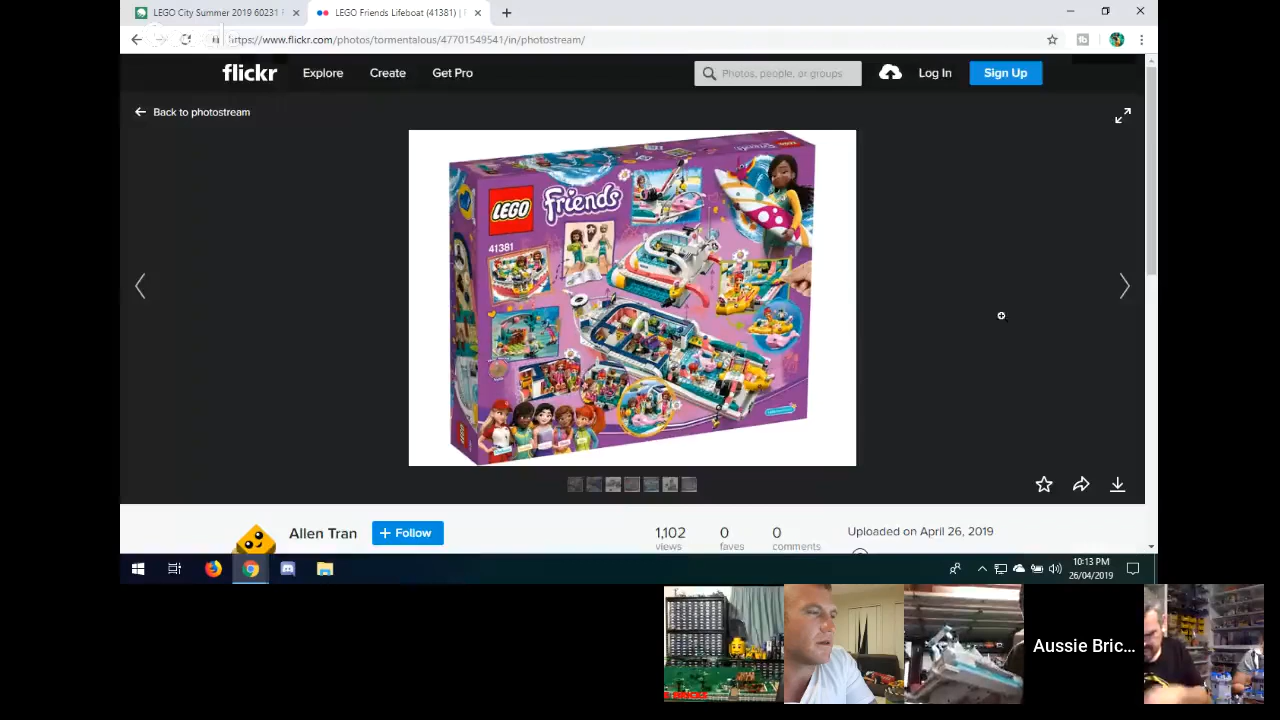 LEGO City Summer 2019 60231 F
LEGO Friends Lifeboat (41381) | F
https://www.flickr.com/photos/tormentalous/47701549541/in/photostream/
flickr
Explore
Create
Get Pro
Photos, people, or groups
Log In
Sign Up
Back to photostream
LEGO
Friends
41381
LEGO
Allen Tran
+ Follow
1,102
views
0
faves
0
comments
Uploaded on April 26, 2019
10:13 PM
26/04/2019
Aussie Bric...